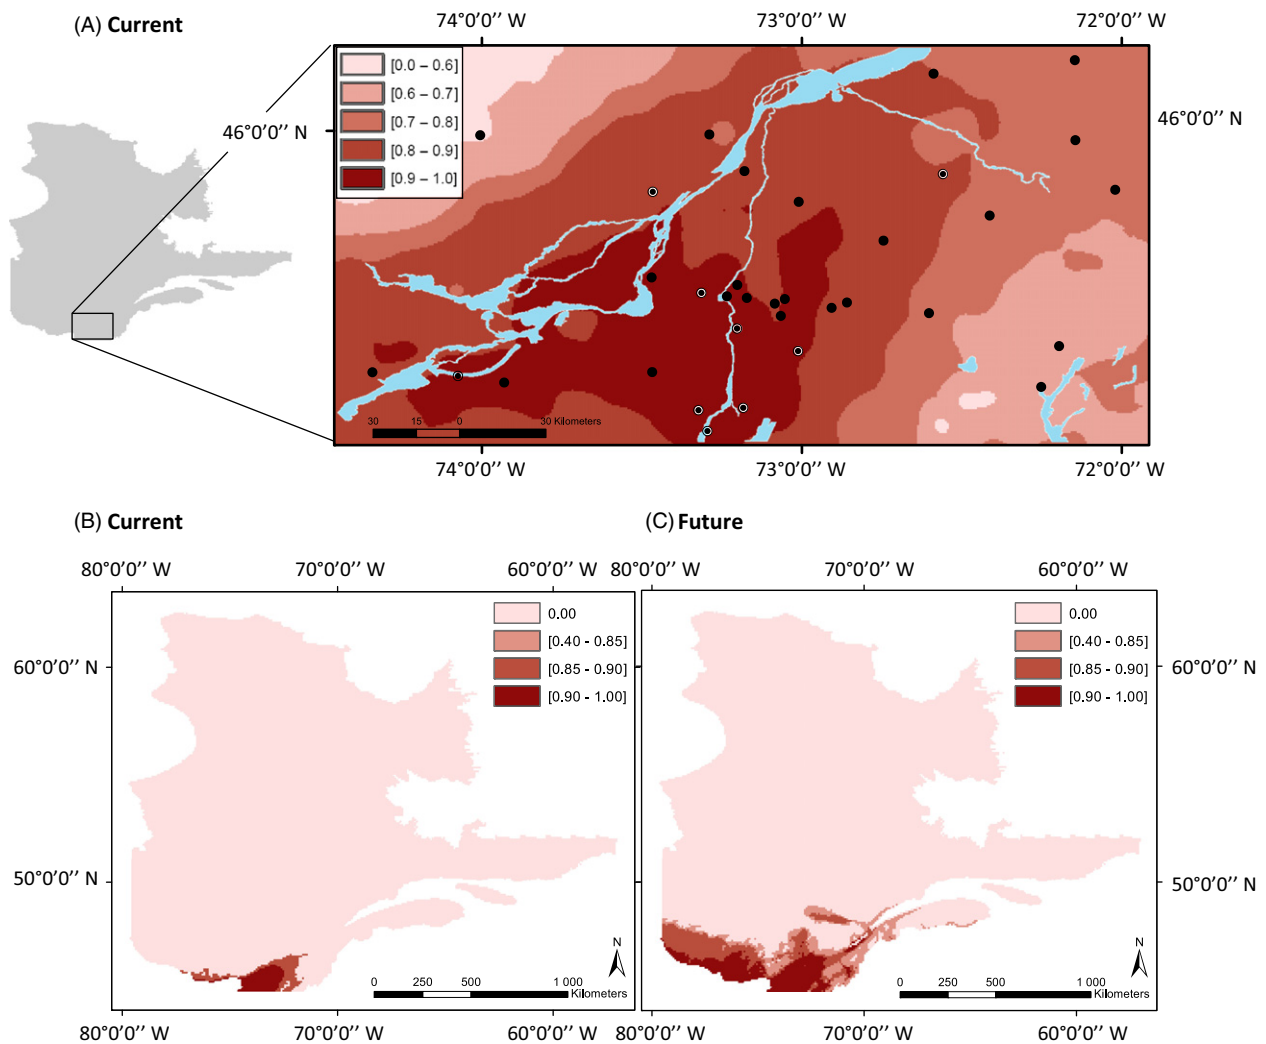 (A) Current
74°0'0'' W 73°0'0'' W 72°0'0'' W
[0.0 – 0.6]
[0.6 – 0.7]
[0.7 – 0.8]
[0.8 – 0.9]
[0.9 – 1.0]
46°0'0'' N 46°0'0'' N
30 15 0 30 Kilometers
74°0'0'' W 73°0'0'' W 72°0'0'' W
(B) Current
80°0'0'' W 70°0'0'' W 60°0'0'' W
0.00
[0.40 - 0.85]
[0.85 - 0.90]
[0.90 - 1.00]
60°0'0'' N
50°0'0'' N
N
0 250 500 1 000
Kilometers
80°0'0'' W 70°0'0'' W 60°0'0'' W
(C) Future
80°0'0'' W 70°0'0'' W 60°0'0'' W
0.00
[0.40 - 0.85]
[0.85 - 0.90]
[0.90 - 1.00]
60°0'0'' N
50°0'0'' N
N
0 250 500 1 000
Kilometers
80°0'0'' W 70°0'0'' W 60°0'0'' W